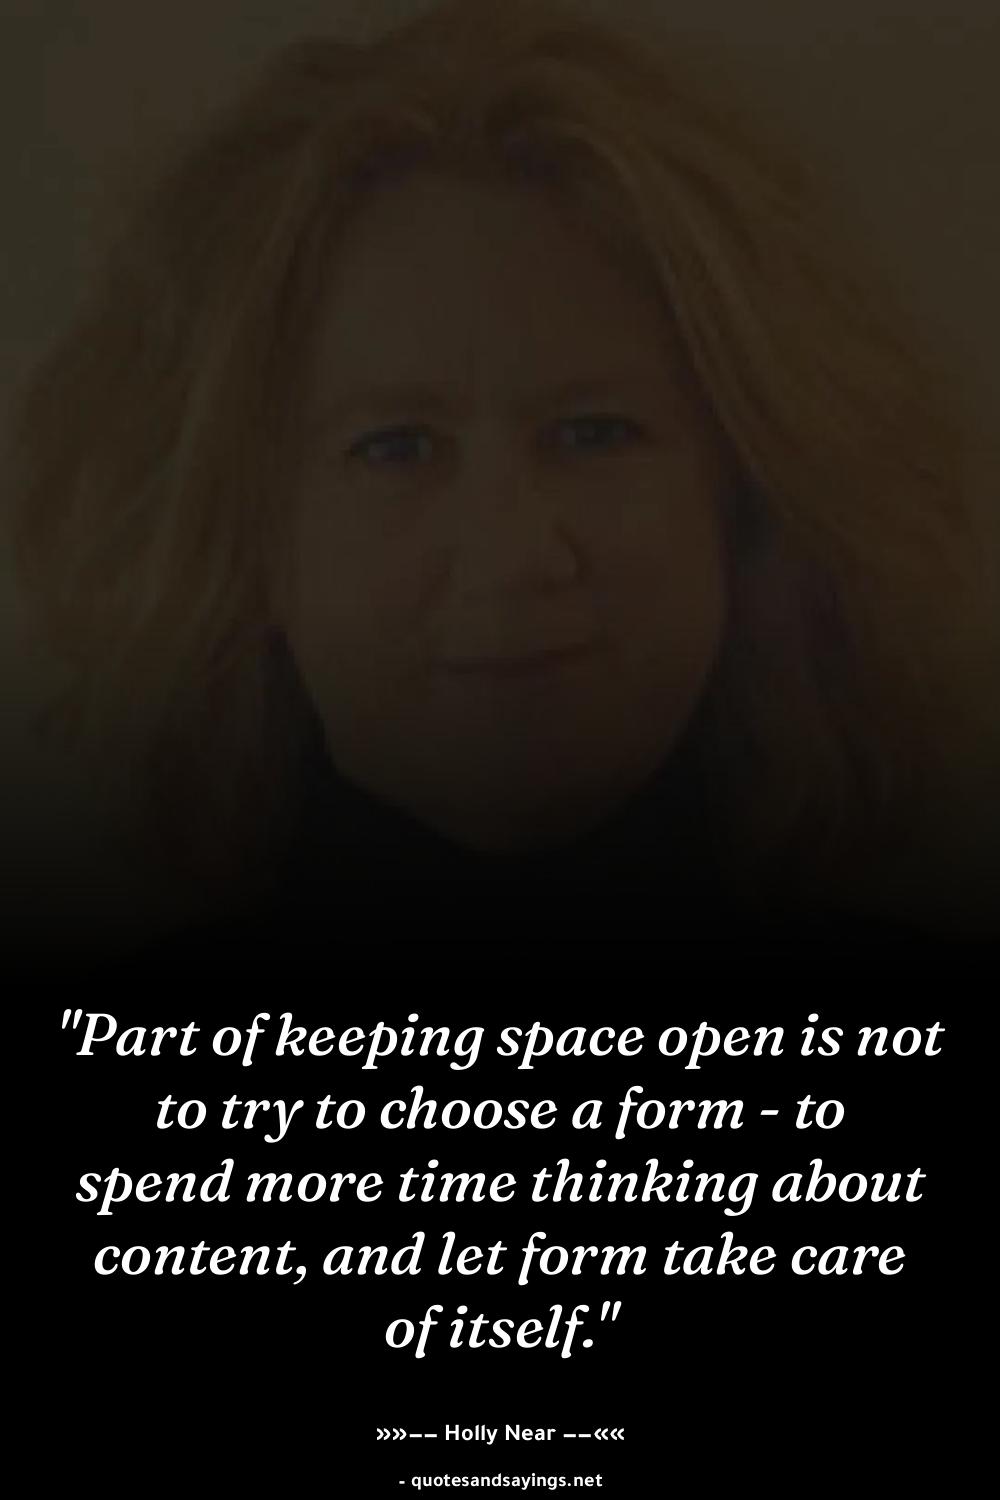 "Part of keeping space open is not
to try to choose a form - to
spend more time thinking about
content, and let form take care
of itself."
»»—— Holly Near ——««
- quotesandsayings.net